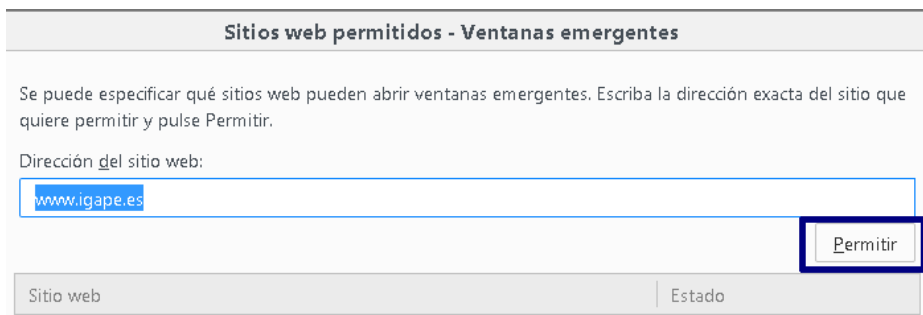 Sitios web permitidos - Ventanas emergentes
Se puede especificar qué sitios web pueden abrir ventanas emergentes. Escriba la dirección exacta del sitio que
quiere permitir y pulse Permitir.
Dirección del sitio web:
www.igape.es
Permitir
Sitio web Estado